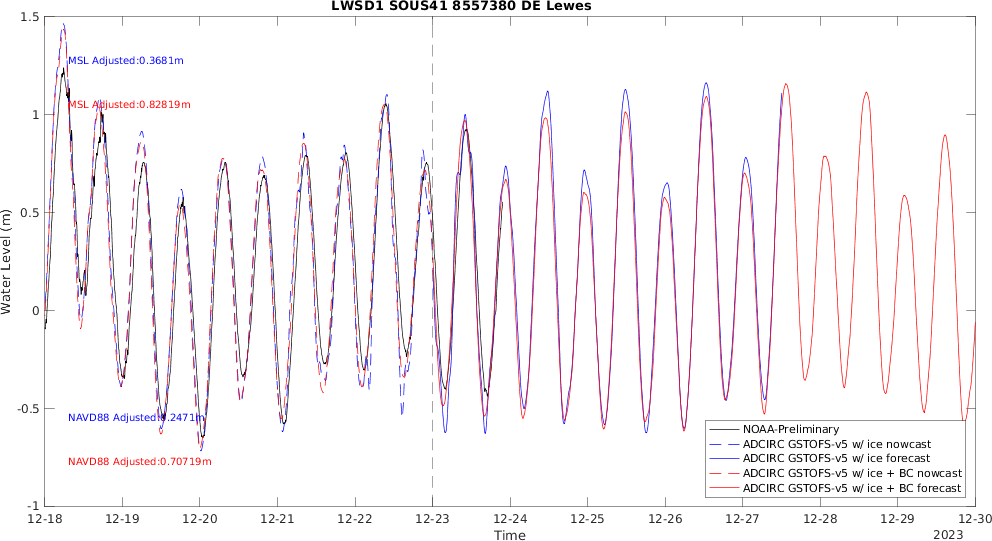 LWSD1 SOUS41 8557380 DE Lewes
1.5
1
0.5
0
-0.5
-1
Water Level (m)
MSL Adjusted:0.3681m
MSL Adjusted:0.82819m
NAVD88 Adjusted:0.2471m
NAVD88 Adjusted:0.70719m
NOAA-Preliminary
ADCIRC GSTOFS-v5 w/ ice nowcast
ADCIRC GSTOFS-v5 w/ ice forecast
ADCIRC GSTOFS-v5 w/ ice + BC nowcast
ADCIRC GSTOFS-v5 w/ ice + BC forecast
12-18 12-19 12-20 12-21 12-22 12-23 12-24 12-25 12-26 12-27 12-28 12-29 12-30
Time
2023